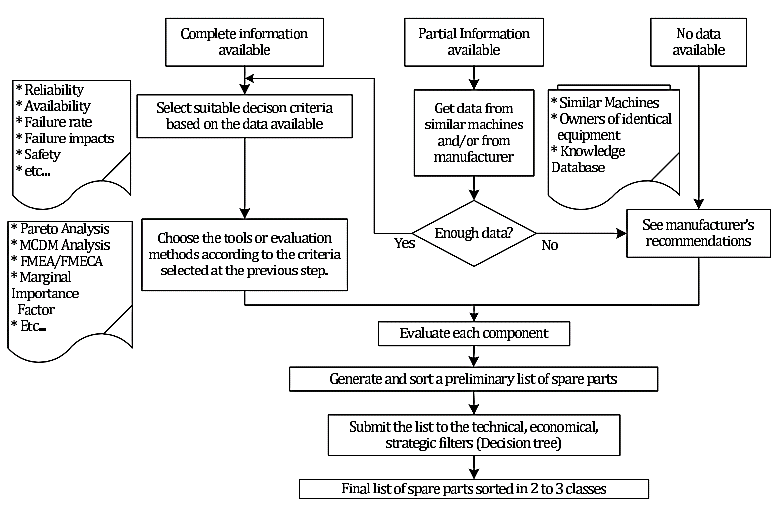 Complete information
available
Partial Information
available
No data
available
* Reliability
* Availability
* Failure rate
* Failure impacts
* Safety
* etc...
Select suitable decison criteria
based on the data available
Get data from
similar machines
and/or from
manufacturer
* Similar Machines
* Owners of identical
equipment
* Knowledge
Database
* Pareto Analysis
* MCDM Analysis
* FMEA/FMECA
* Marginal
Importance
Factor
* Etc...
Choose the tools or evaluation
methods according to the criteria
selected at the previous step.
Yes
Enough data?
No
See manufacturer's
recommendations
Evaluate each component
Generate and sort a preliminary list of spare parts
Submit the list to the technical, economical,
strategic filters (Decision tree)
Final list of spare parts sorted in 2 to 3 classes